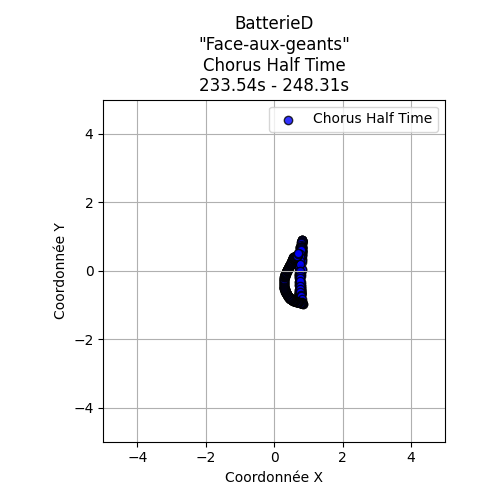 BatterieD
"Face-aux-geants"
Chorus Half Time
233.54s - 248.31s
Chorus Half Time
4
2
0
−2
−4
Coordonnée Y
−4 −2 0 2 4
Coordonnée X